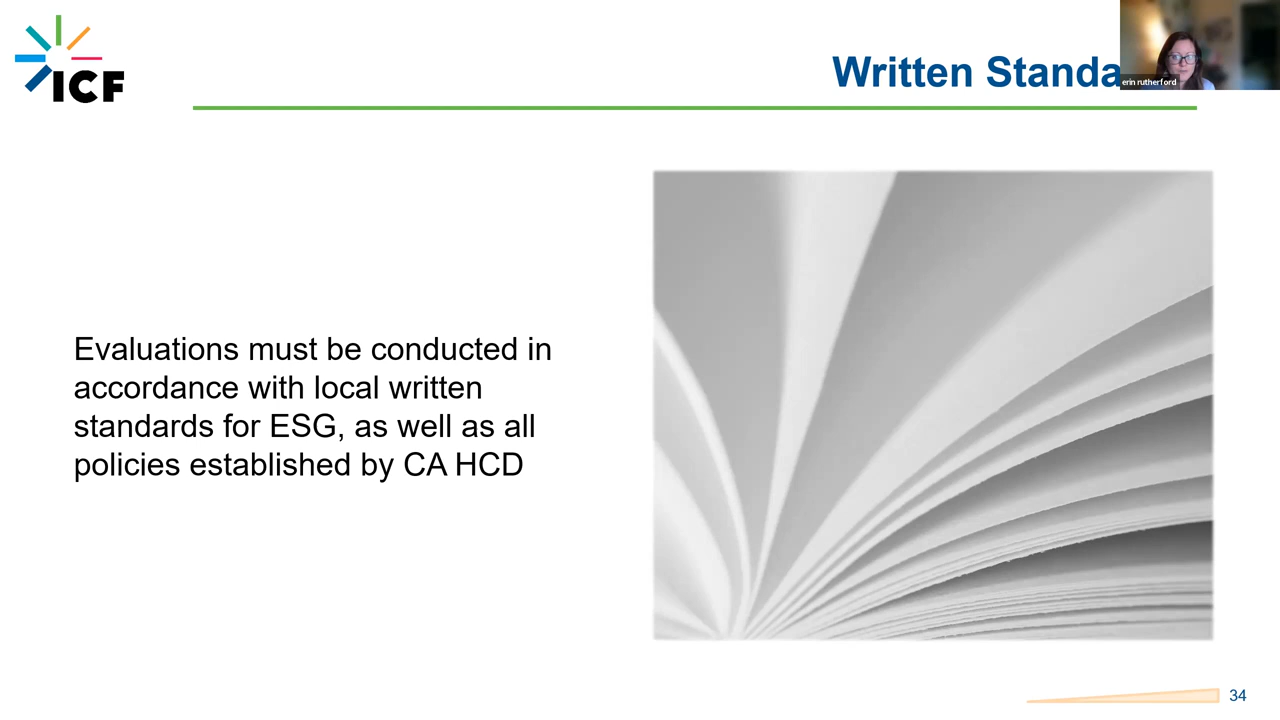 ICF
Written Standa
erin rutherford
Evaluations must be conducted in
accordance with local written
standards for ESG, as well as all
policies established by CA HCD
34